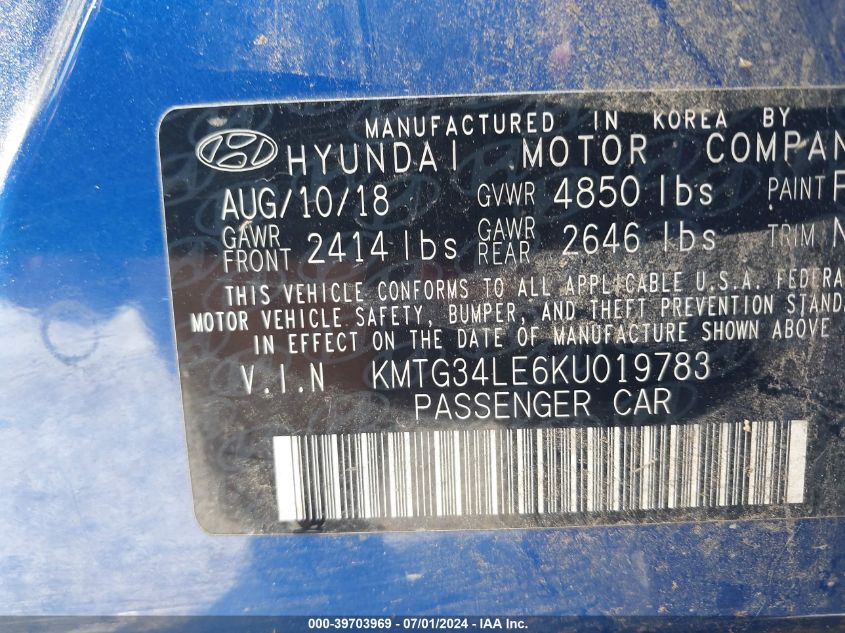 MANUFACTURED IN KOREA BY
HYUNDAI MOTOR COMPAN
AUG/10/18 GVWR 4850 lbs PAINT
GAWR FRONT 2414 lbs GAWR REAR 2646 lbs TRIM N
THIS VEHICLE CONFORMS TO ALL APPLICABLE U.S.A. FEDERA
MOTOR VEHICLE SAFETY, BUMPER, AND THEFT PREVENTION STAND
IN EFFECT ON THE DATE OF MANUFACTURE SHOWN ABOVE
V.I.N KMTG34LE6KU019783
PASSENGER CAR
000-39703969 - 07/01/2024 - IAA Inc.